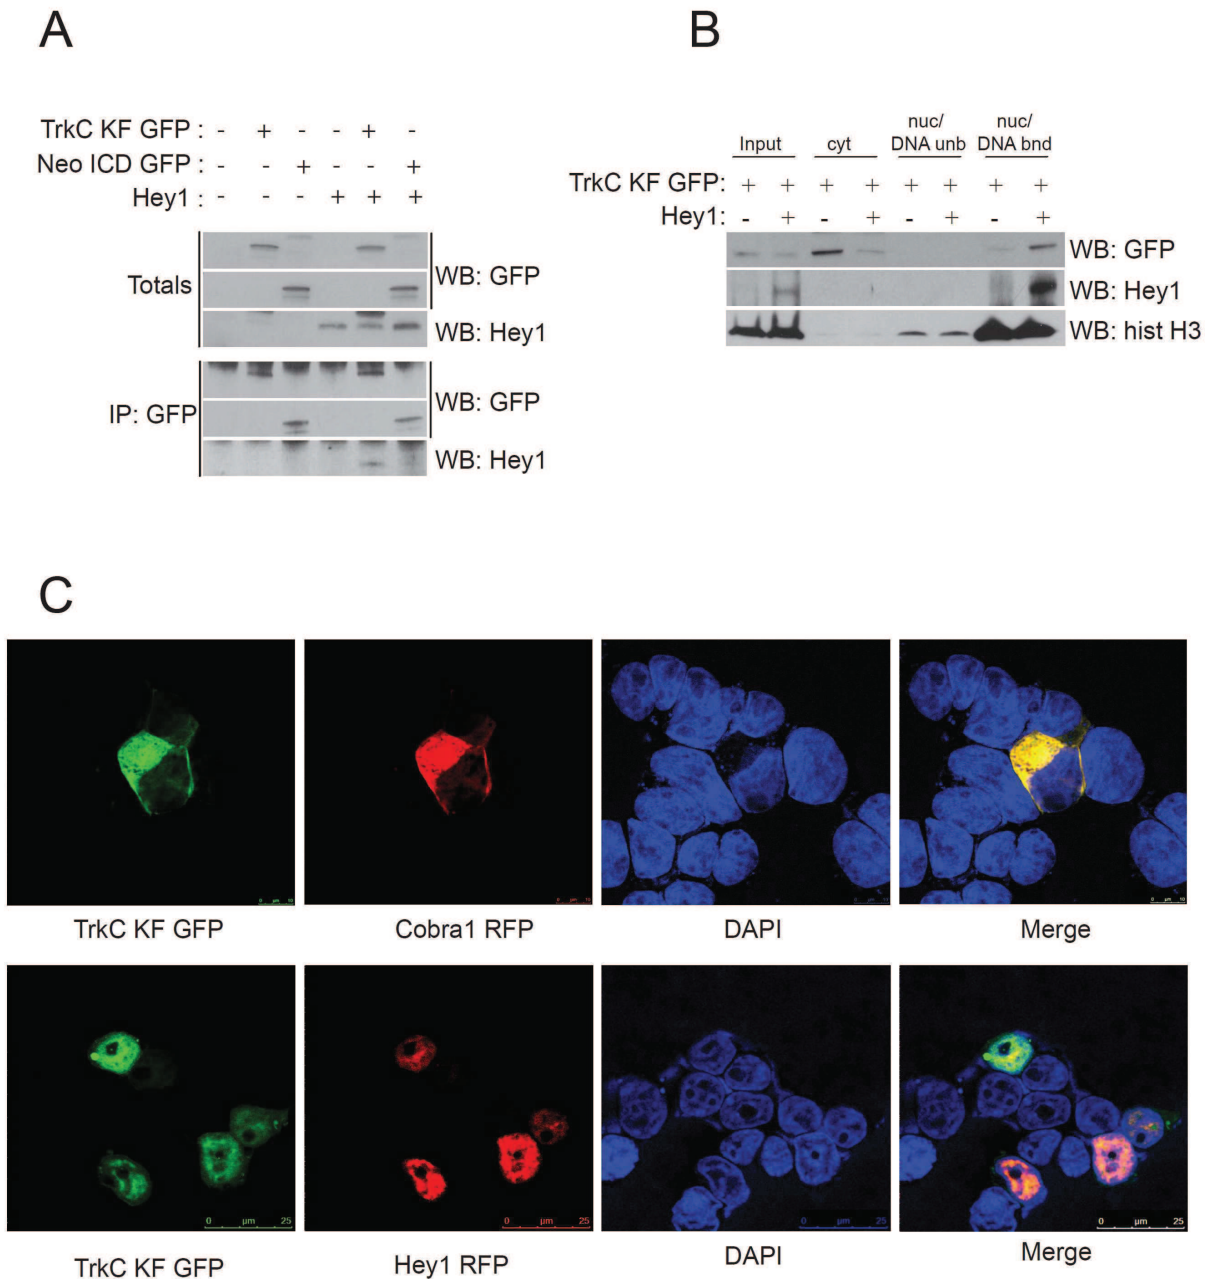 A
TrkC KF GFP : - + - - + -
Neo ICD GFP : - - + - - +
Hey1 : - - - + + +
Totals
WB: GFP
WB: Hey1
IP: GFP
WB: GFP
WB: Hey1
B
Input cyt nuc/ DNA unb nuc/ DNA bnd
TrkC KF GFP: + + + + + + + +
Hey1: - + - + - + - +
WB: GFP
WB: Hey1
WB: hist H3
C
TrkC KF GFP Cobra1 RFP DAPI Merge
0 µm 25 0 µm 25 0 µm 25 0 µm 25
TrkC KF GFP Hey1 RFP DAPI Merge